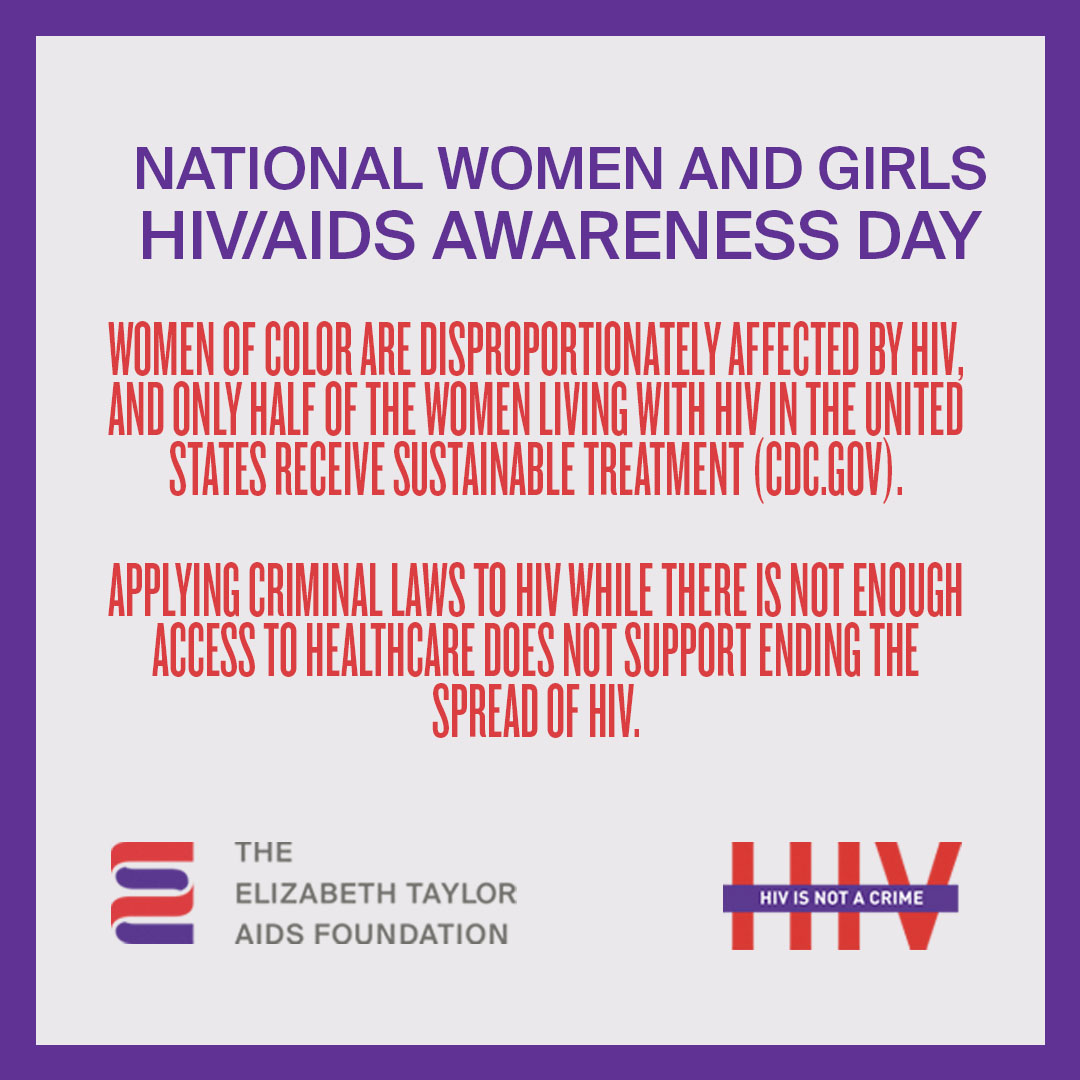 NATIONAL WOMEN AND GIRLS
HIV/AIDS AWARENESS DAY
WOMEN OF COLOR ARE DISPROPORTIONATELY AFFECTED BY HIV,
AND ONLY HALF OF THE WOMEN LIVING WITH HIV IN THE UNITED
STATES RECEIVE SUSTAINABLE TREATMENT (CDC.GOV).
APPLYING CRIMINAL LAWS TO HIV WHILE THERE IS NOT ENOUGH
ACCESS TO HEALTHCARE DOES NOT SUPPORT ENDING THE
SPREAD OF HIV.
THE
ELIZABETH TAYLOR
AIDS FOUNDATION
HIV
HIV IS NOT A CRIME